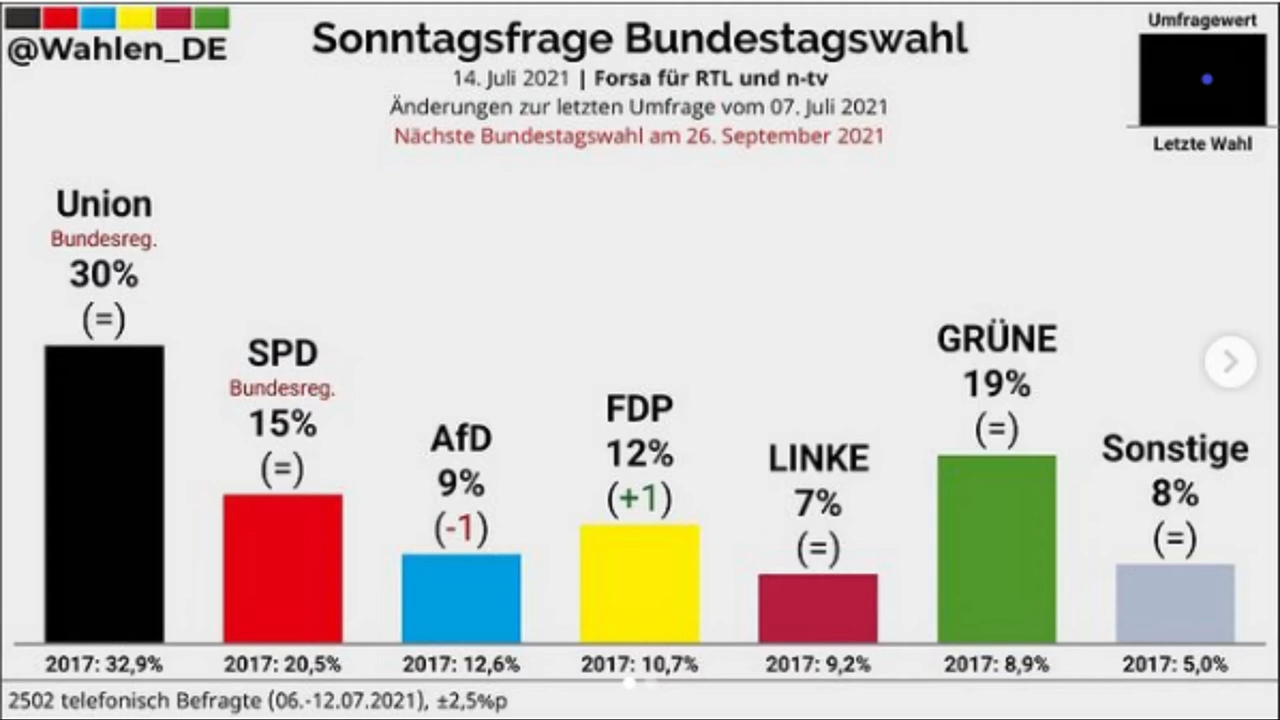 @Wahlen_DE
Sonntagsfrage Bundestagswahl
14. Juli 2021 | Forsa für RTL und n-tv
Änderungen zur letzten Umfrage vom 07. Juli 2021
Nächste Bundestagswahl am 26. September 2021
Umfragewert
Letzte Wahl
Union
Bundesreg.
30%
(=)
SPD
Bundesreg.
15%
(=)
AfD
9%
(-1)
FDP
12%
(+1)
LINKE
7%
(=)
GRÜNE
19%
(=)
Sonstige
8%
(=)
2017: 32,9%
2017: 20,5%
2017: 12,6%
2017: 10,7%
2017: 9,2%
2017: 8,9%
2017: 5,0%
2502 telefonisch Befragte (06.-12.07.2021), ±2,5%p